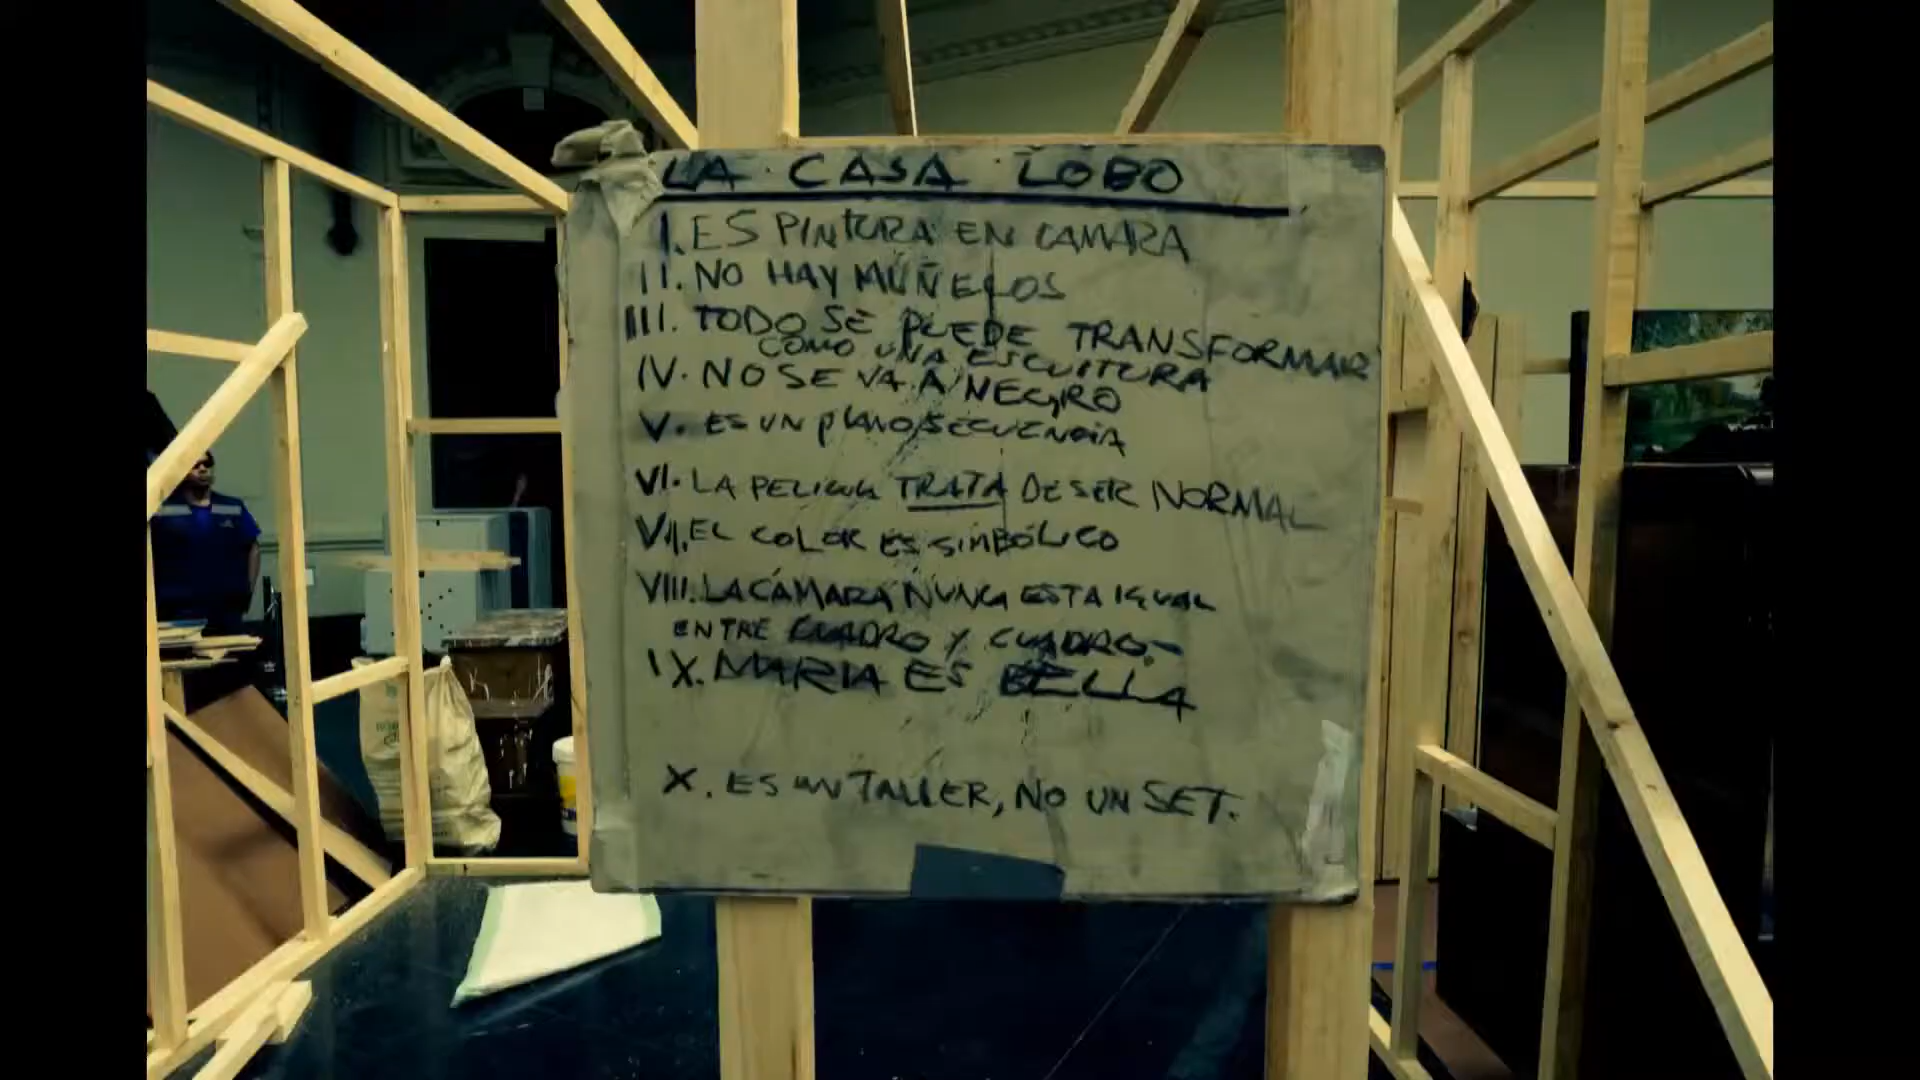 LA CASA LOBO
I. ES PINTURA EN CAMARA
II. NO HAY MUÑECOS
III. TODO SE PUEDE TRANSFORMAR
COMO UNA ESCULTURA
IV. NO SE VA A NEGRO
V. ES UN PLANO SECUENCIA
VI. LA PELICULA TRATA DE SER NORMAL
VII. EL COLOR ES SIMBÓLICO
VIII. LA CÁMARA NUNCA ESTA IGUAL
ENTRE CUADRO Y CUADRO
IX. MARIA ES BELLA
X. ES UN TALLER, NO UN SET.